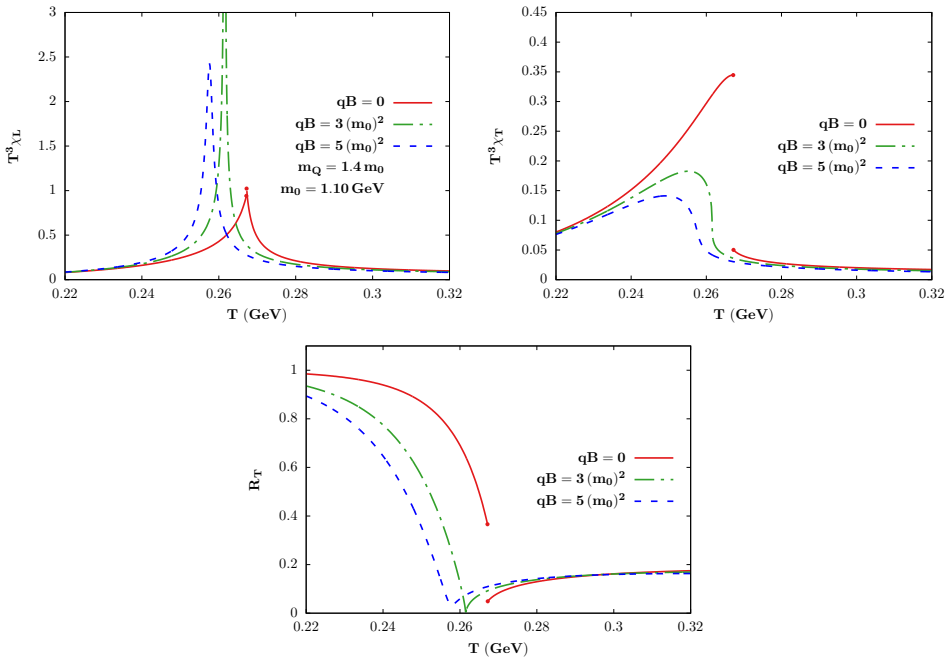 3
2.5
2
1.5
1
0.5
0
T³χ_L
qB = 0
qB = 3 (m₀)²
qB = 5 (m₀)²
m_Q = 1.4 m₀
m₀ = 1.10 GeV
0.22 0.24 0.26 0.28 0.3 0.32
T (GeV)
0.45
0.4
0.35
0.3
0.25
0.2
0.15
0.1
0.05
0
T³χ_T
qB = 0
qB = 3 (m₀)²
qB = 5 (m₀)²
0.22 0.24 0.26 0.28 0.3 0.32
T (GeV)
1
0.8
0.6
0.4
0.2
0
R_T
qB = 0
qB = 3 (m₀)²
qB = 5 (m₀)²
0.22 0.24 0.26 0.28 0.3 0.32
T (GeV)